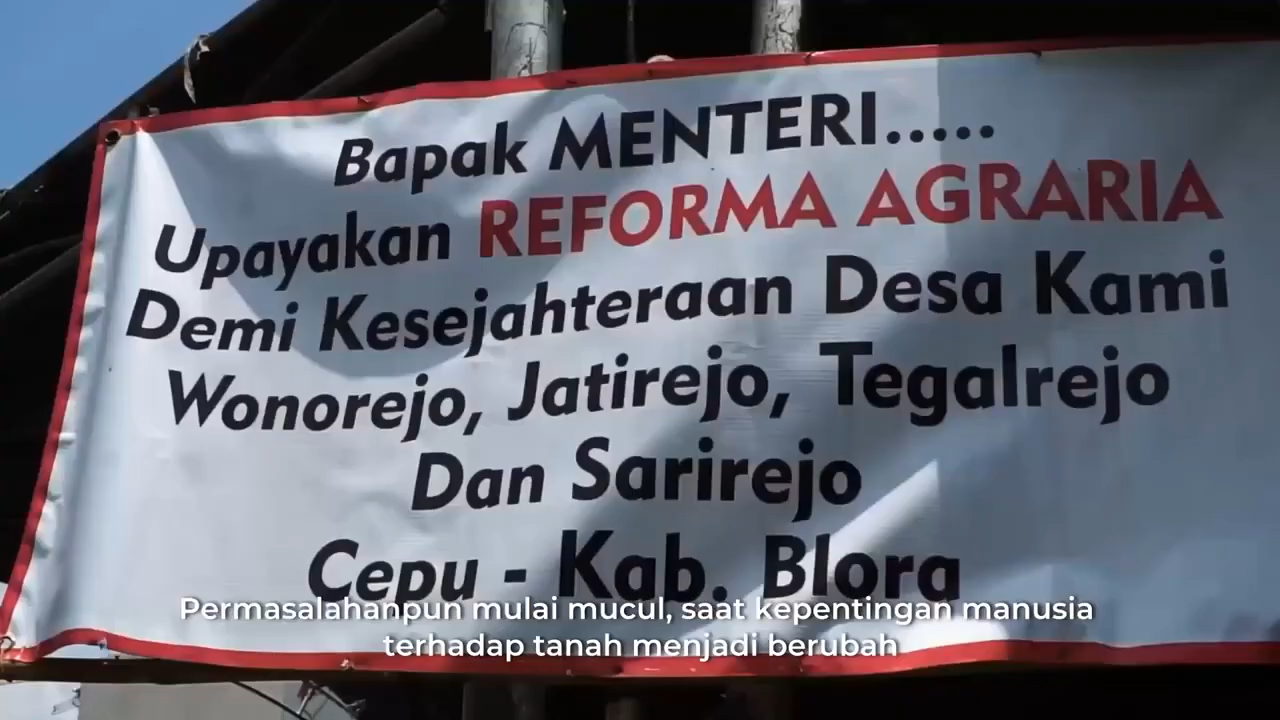 Bapak MENTERI.....
Upayakan REFORMA AGRARIA
Demi Kesejahteraan Desa Kami
Wonorejo, Jatirejo, Tegalrejo
Dan Sarirejo
Cepu - Kab. Blora
Permasalahanpun mulai mucul, saat kepentingan manusia
terhadap tanah menjadi berubah